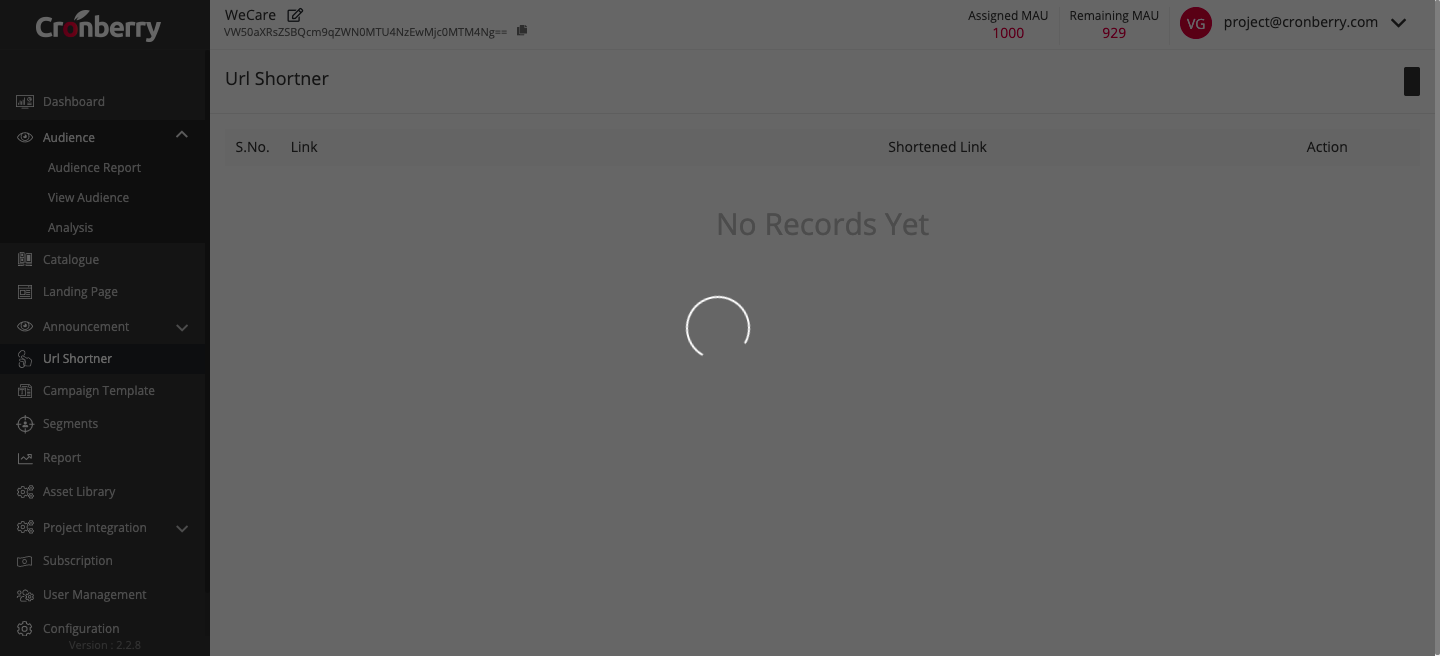 Cronberry
WeCare
VW50aXRsZSBQcm9qZWN0MTU4NzEwMjc0MTM4Ng==
Assigned MAU
1000
Remaining MAU
929
VG
project@cronberry.com
Url Shortner
Dashboard
Audience
Audience Report
View Audience
Analysis
Catalogue
Landing Page
Announcement
Url Shortner
Campaign Template
Segments
Report
Asset Library
Project Integration
Subscription
User Management
Configuration
Version : 2.2.8
S.No. Link Shortened Link Action
No Records Yet